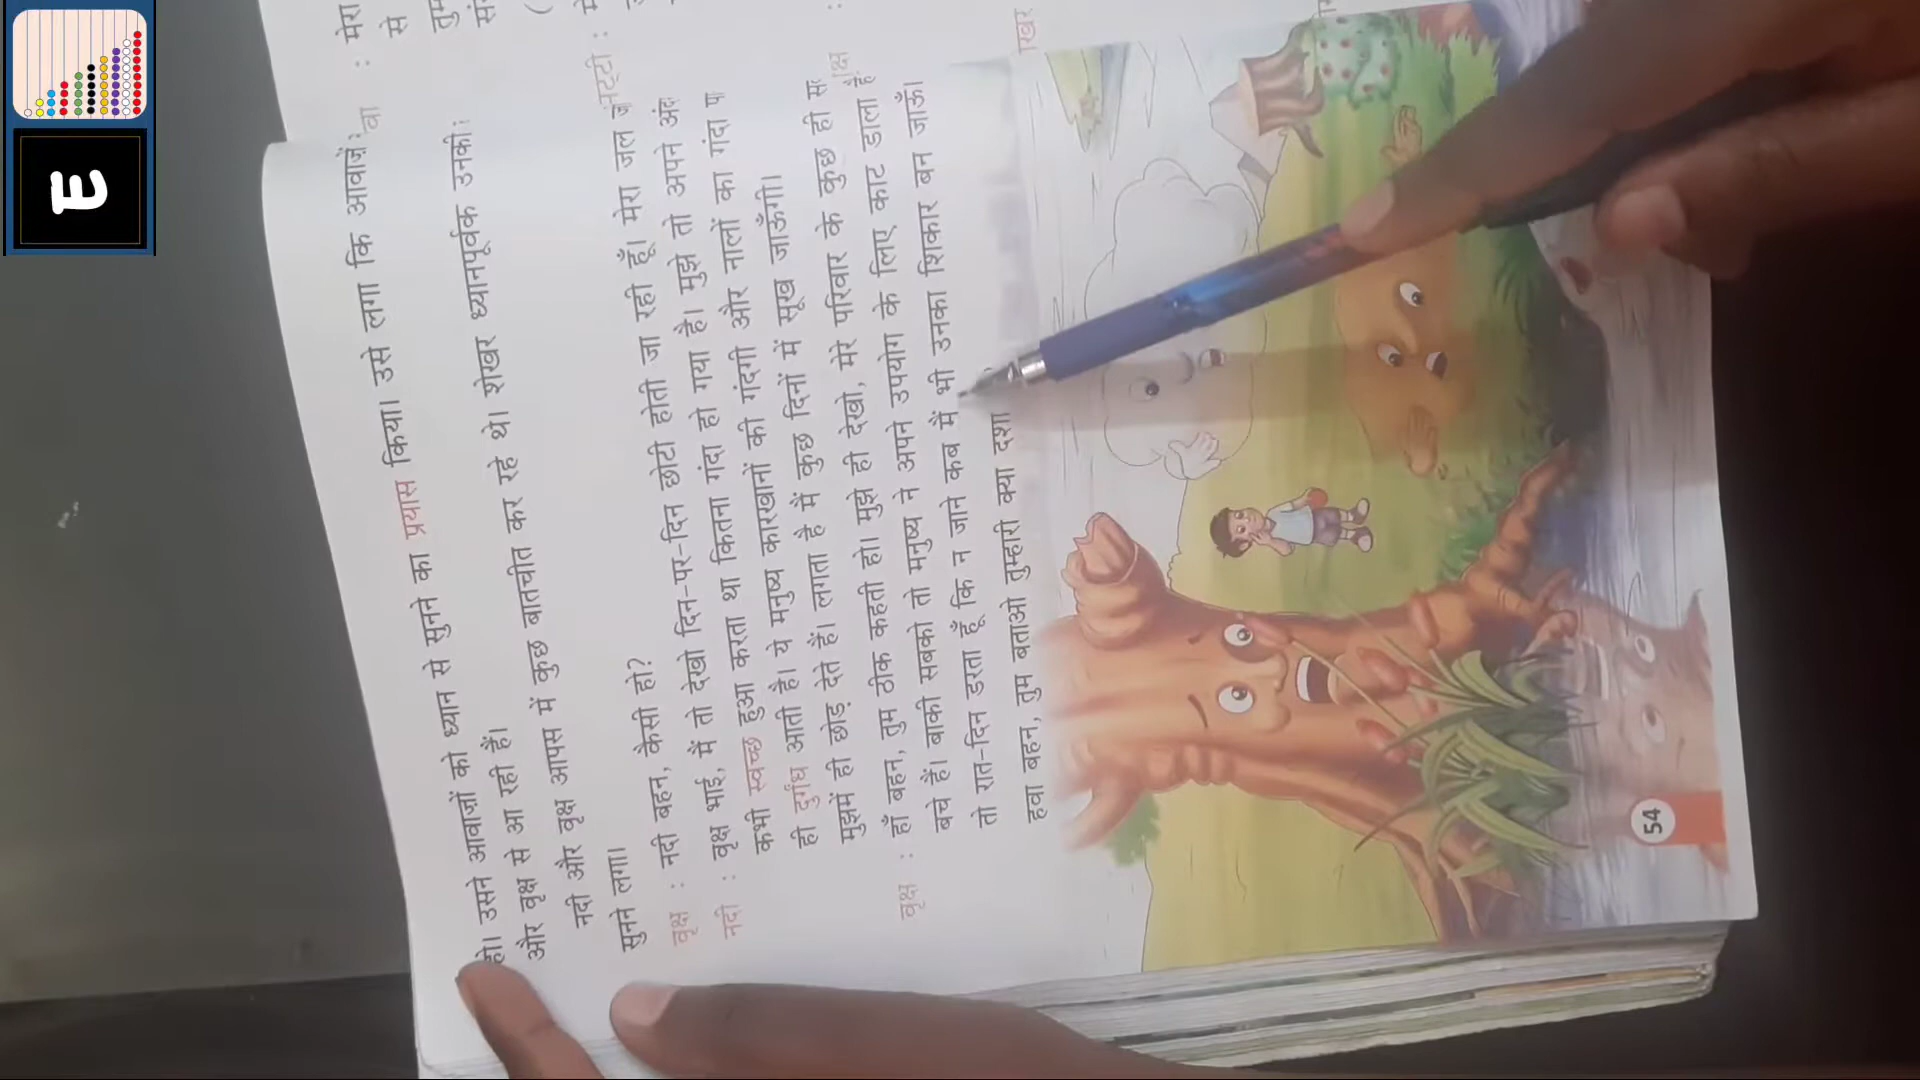 हो। उसने आवाज़ों को ध्यान से सुनने का प्रयास किया। उसे लगा कि आवाज़ें
और वृक्ष से आ रही हैं।
नदी और वृक्ष आपस में कुछ बातचीत कर रहे थे। शेखर ध्यानपूर्वक उनकी
सुनने लगा।
वृक्ष : नदी बहन, कैसी हो?
नदी : वृक्ष भाई, मैं तो देखो दिन-पर-दिन छोटी होती जा रही हूँ। मेरा जल
कभी स्वच्छ हुआ करता था कितना गंदा हो गया है। मुझे तो अपने
ही दुर्गंध आती है। ये मनुष्य कारखानों की गंदगी और नालों का गंदा
मुझमें ही छोड़ देते हैं। लगता है मैं कुछ दिनों में सूख जाऊँगी।
वृक्ष : हाँ बहन, तुम ठीक कहती हो। मुझे ही देखो, मेरे परिवार के कुछ ही
बचे हैं। बाकी सबको तो मनुष्य ने अपने उपयोग के लिए काट डाला है
तो रात-दिन डरता हूँ कि न जाने कब मैं भी उनका शिकार बन जाऊँ।
हवा बहन, तुम बताओ तुम्हारी क्या दशा
54
मेरा
से
तुम
E